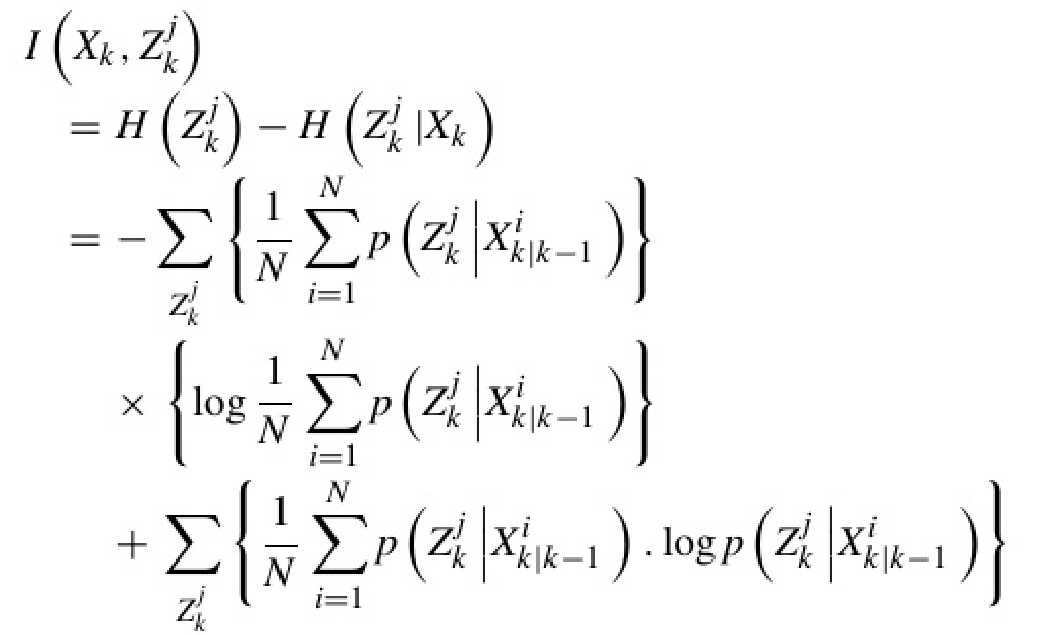 I(X_k, Z_k^j)
= H(Z_k^j) − H(Z_k^j |X_k)
= − ∑_{Z_k^j} { 1/N ∑_{i=1}^{N} p(Z_k^j | X_{k|k−1}^i) }
× { log 1/N ∑_{i=1}^{N} p(Z_k^j | X_{k|k−1}^i) }
+ ∑_{Z_k^j} { 1/N ∑_{i=1}^{N} p(Z_k^j | X_{k|k−1}^i) . log p(Z_k^j | X_{k|k−1}^i) }